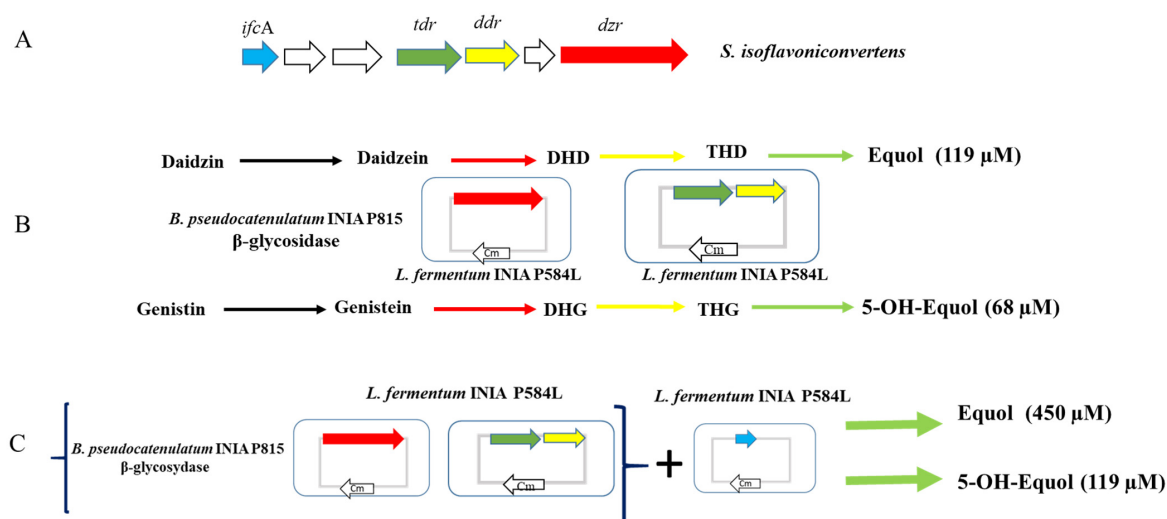 A
ifcA
tdr
ddr
dzr
S. isoflavoniconvertens
B
Daidzin
Daidzein
DHD
THD
Equol (119 µM)
B. pseudocatenulatum INIA P815
β-glycosidase
Cm
Cm
L. fermentum INIA P584L
L. fermentum INIA P584L
Genistin
Genistein
DHG
THG
5-OH-Equol (68 µM)
C
L. fermentum INIA P584L
L. fermentum INIA P584L
B. pseudocatenulatum INIA P815
β-glycosydase
Cm
Cm
+
Cm
Equol (450 µM)
5-OH-Equol (119 µM)